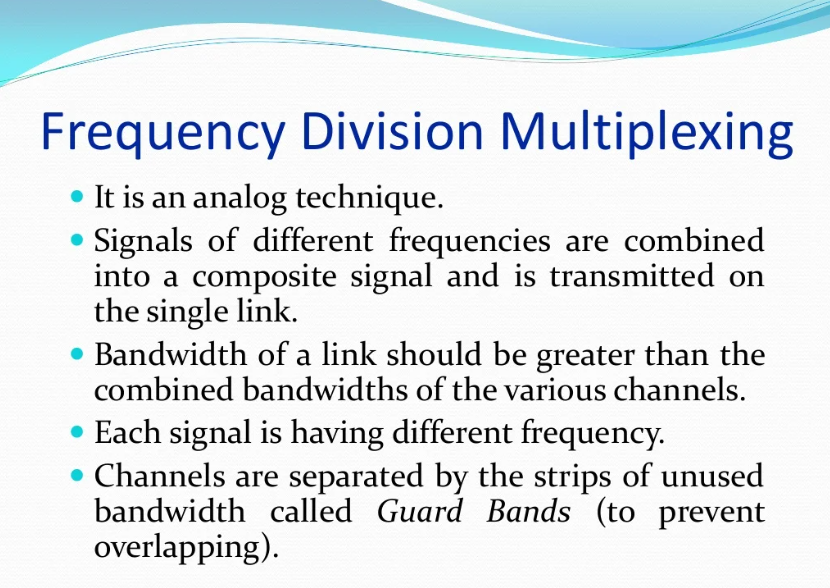 Frequency Division Multiplexing
• It is an analog technique.
• Signals of different frequencies are combined
into a composite signal and is transmitted on
the single link.
• Bandwidth of a link should be greater than the
combined bandwidths of the various channels.
• Each signal is having different frequency.
• Channels are separated by the strips of unused
bandwidth called Guard Bands (to prevent
overlapping).